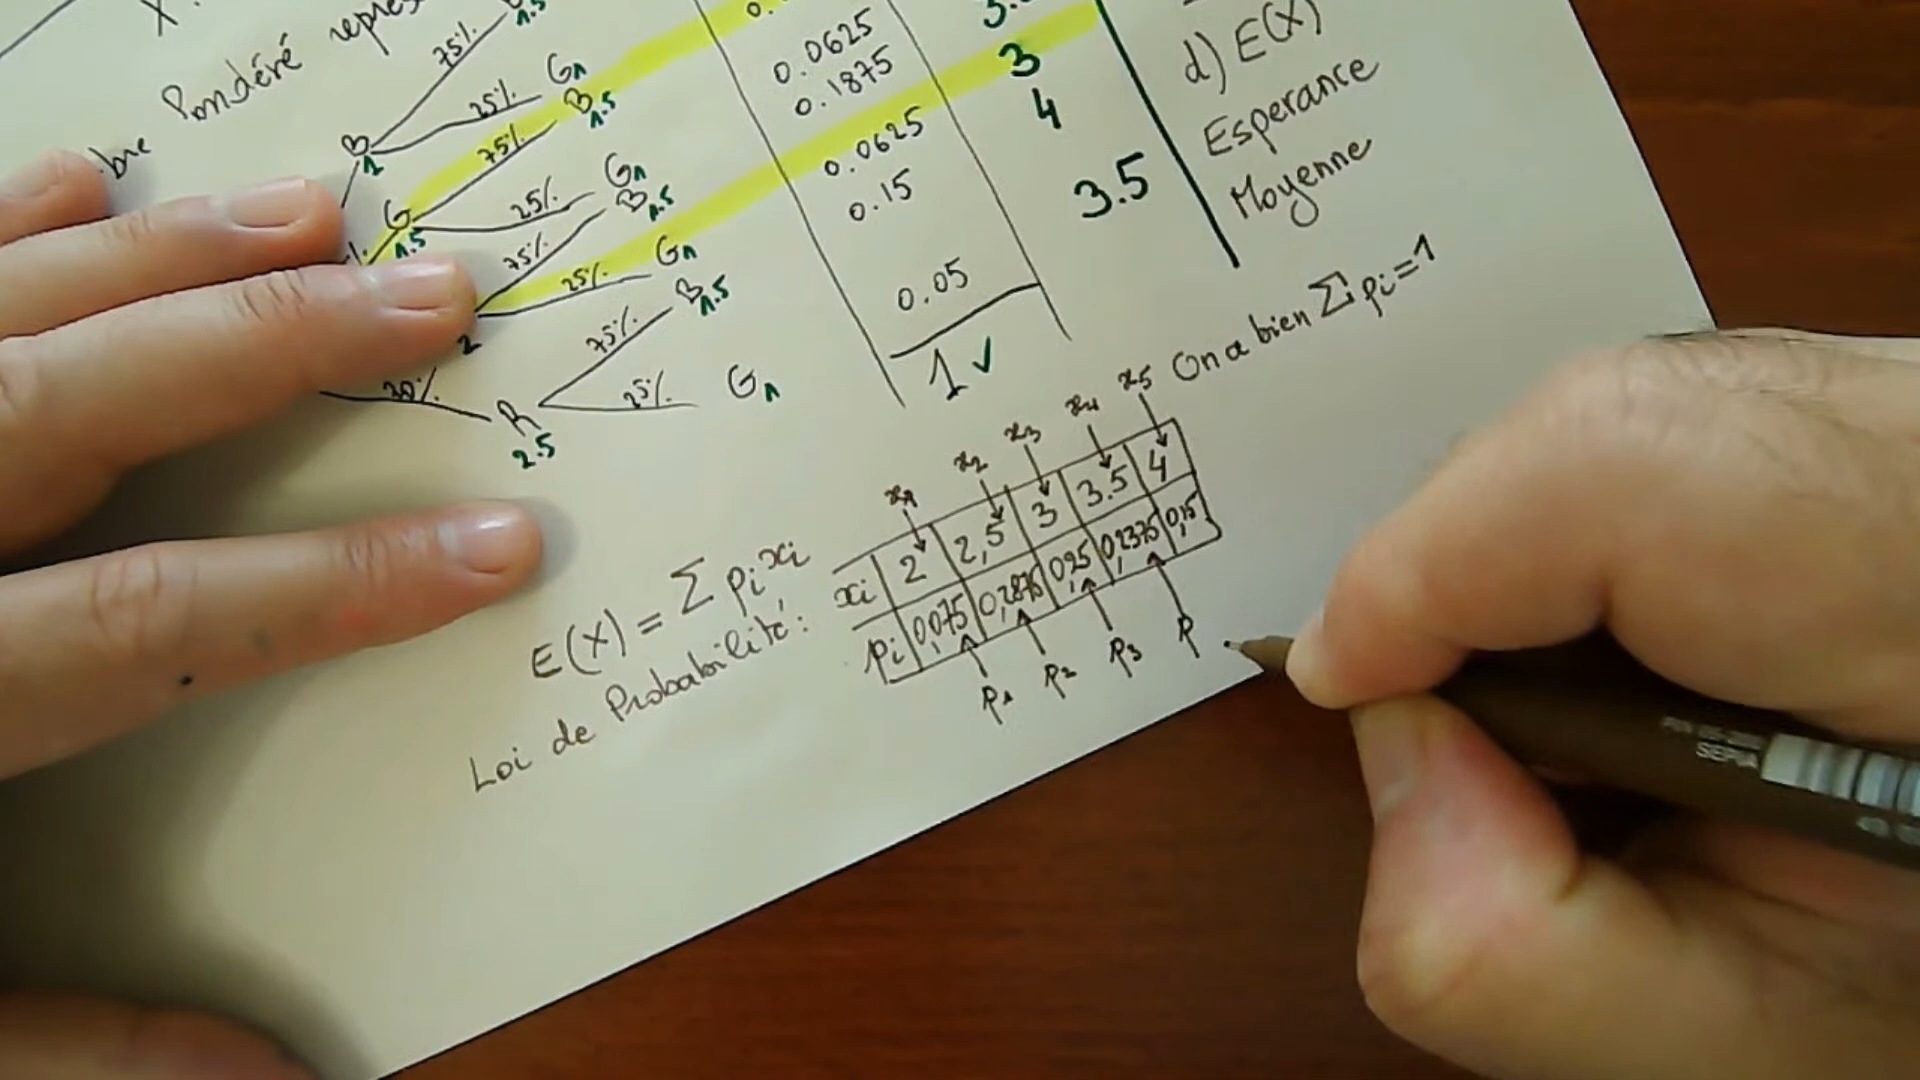 X
Pondéré
bre
75%
1.5
B
1
25%
G1
75%
B
1.5
G
1.5
25%
G1
75%
B
1.5
2
25%
G1
20%
R
2.5
75%
B
1.5
25%
G1
0.0625
0.1875
0.0625
0.15
0.05
1 ✓
3
4
3.5
d) E(X)
Esperance
Moyenne
On a bien Σ pi = 1
E(X) = Σ pi xi
Loi de Probabilité :
x1 x2 x3 x4 x5
xi 2 2,5 3 3.5 4
pi 0,075 0,2875 0,25 0,2375 0,15
p1 p2 p3 p
SEPIA